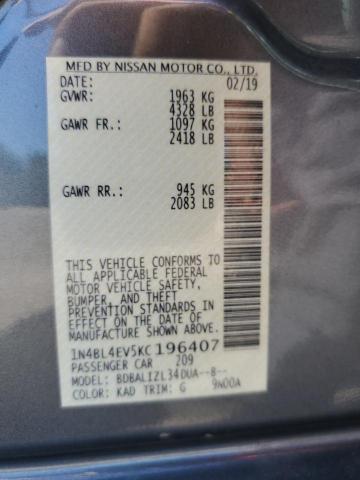 MFD BY NISSAN MOTOR CO., LTD.
DATE: 02/19
GVWR: 1963 KG
4328 LB
GAWR FR: 1097 KG
2418 LB
GAWR RR: 945 KG
2083 LB
THIS VEHICLE CONFORMS TO
ALL APPLICABLE FEDERAL
MOTOR VEHICLE SAFETY,
BUMPER, AND THEFT
PREVENTION STANDARDS IN
EFFECT ON THE DATE OF
MANUFACTURE SHOWN ABOVE.
1N4BL4EV5KC196407
PASSENGER CAR 209
MODEL: BDBALIZL34DUA--8--
COLOR: KAD TRIM: G 9N00A